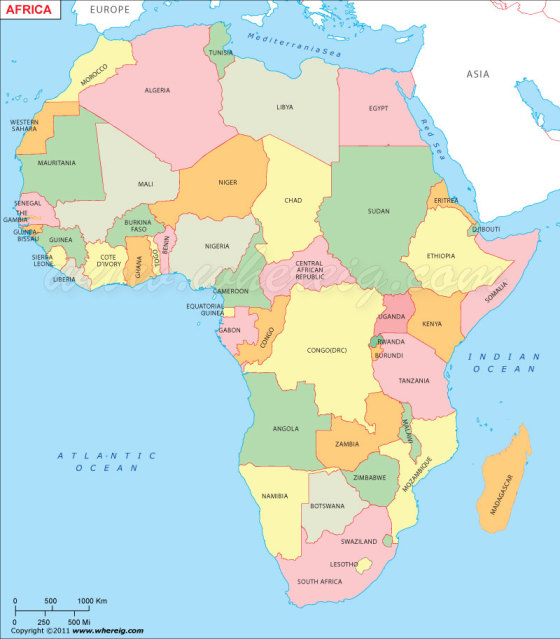 AFRICA
EUROPE
Mediterrania Sea
ASIA
TUNISIA
MOROCCO
ALGERIA
LIBYA
EGYPT
Red Sea
WESTERN
SAHARA
MAURITANIA
MALI
NIGER
CHAD
SUDAN
ERITREA
DJIBOUTI
SENEGAL
THE
GAMBIA
GUINEA-
BISSAU
GUINEA
BURKINA
FASO
SIERRA
LEONE
LIBERIA
COTE
D'IVORY
GHANA
TOGO
BENIN
NIGERIA
CENTRAL
AFRICAN
REPUBLIC
ETHIOPIA
SOMALIA
www.whereig.com
CAMEROON
EQUATORIAL
GUINEA
GABON
CONGO
CONGO(DRC)
UGANDA
KENYA
RWANDA
BURUNDI
TANZANIA
INDIAN
OCEAN
ATLANTIC
OCEAN
ANGOLA
ZAMBIA
MALAWI
MOZAMBIQUE
ZIMBABWE
MADAGASCAR
NAMIBIA
BOTSWANA
SWAZILAND
LESOTHO
SOUTH AFRICA
0 500 1000 Km
0 500 500 Mi
Copyright ©2011 www.whereig.com